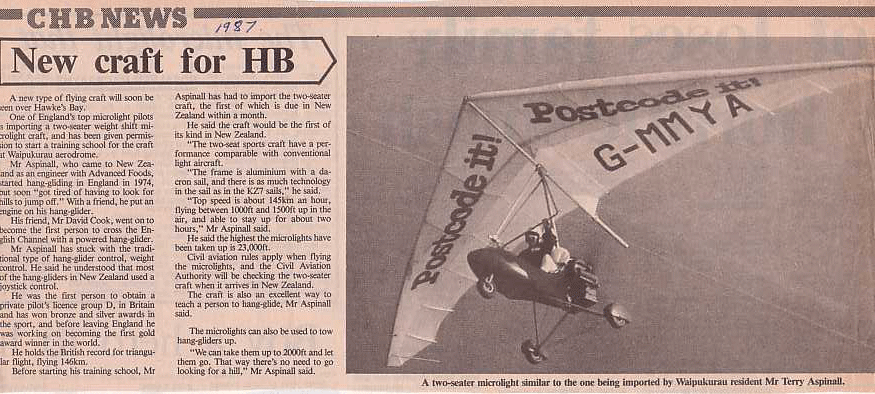 CHB NEWS
1987.
New craft for HB
A new type of flying craft will soon be
een over Hawke's Bay.
One of England's top microlight pilots
s importing a two-seater weight shift mi-
crolight craft, and has been given permis-
sion to start a training school for the craft
at Waipukurau aerodrome.
Mr Aspinall, who came to New Zea-
land as an engineer with Advanced Foods,
started hang-gliding in England in 1974,
but soon "got tired of having to look for
hills to jump off." With a friend, he put an
engine on his hang-glider.
His friend, Mr David Cook, went on to
become the first person to cross the En-
glish Channel with a powered hang-glider.
Mr Aspinall has stuck with the tradi-
tional type of hang-glider control, weight
control. He said he understood that most
of the hang-gliders in New Zealand used a
joystick control.
He was the first person to obtain a
private pilot's licence group D, in Britain
and has won bronze and silver awards in
the sport, and before leaving England he
was working on becoming the first gold
award winner in the world.
He holds the British record for triangu-
lar flight, flying 146km.
Before starting his training school, Mr
Aspinall has had to import the two-seater
craft, the first of which is due in New
Zealand within a month.
He said the craft would be the first of
its kind in New Zealand.
"The two-seat sports craft have a per-
formance comparable with conventional
light aircraft.
"The frame is aluminium with a da-
cron sail, and there is as much technology
in the sail as in the KZ7 sails," he said.
"Top speed is about 145km an hour,
flying between 1000ft and 1500ft up in the
air, and able to stay up for about two
hours," Mr Aspinall said.
He said the highest the microlights have
been taken up is 23,000ft.
Civil aviation rules apply when flying
the microlights, and the Civil Aviation
Authority will be checking the two-seater
craft when it arrives in New Zealand.
The craft is also an excellent way to
teach a person to hang-glide, Mr Aspinall
said.
The microlights can also be used to tow
hang-gliders up.
"We can take them up to 2000ft and let
them go. That way there's no need to go
looking for a hill," Mr Aspinall said.
Postcode it!
Postcode it!
G-MMYA
A two-seater microlight similar to the one being imported by Waipukurau resident Mr Terry Aspinall.